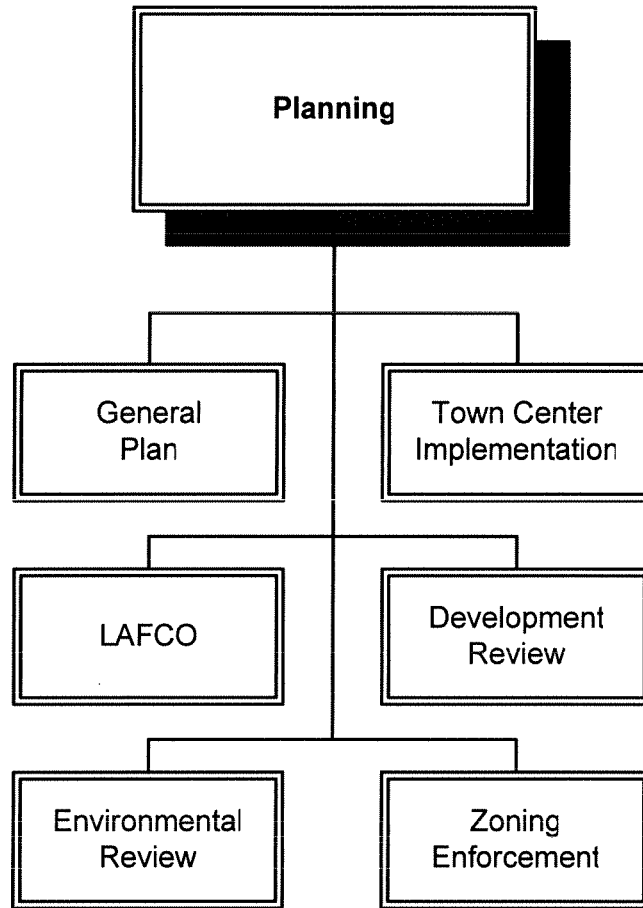 Planning
General
Plan
Town Center
Implementation
LAFCO
Development
Review
Environmental
Review
Zoning
Enforcement